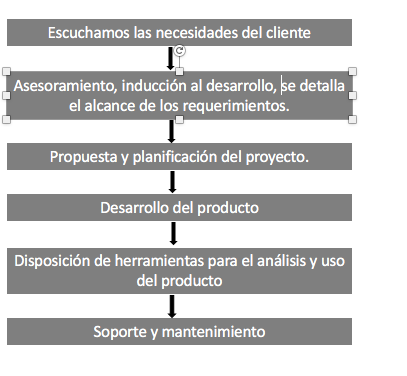 Escuchamos las necesidades del cliente
Asesoramiento, inducción al desarrollo, se detalla
el alcance de los requerimientos.
Propuesta y planificación del proyecto.
Desarrollo del producto
Disposición de herramientas para el análisis y uso
del producto
Soporte y mantenimiento